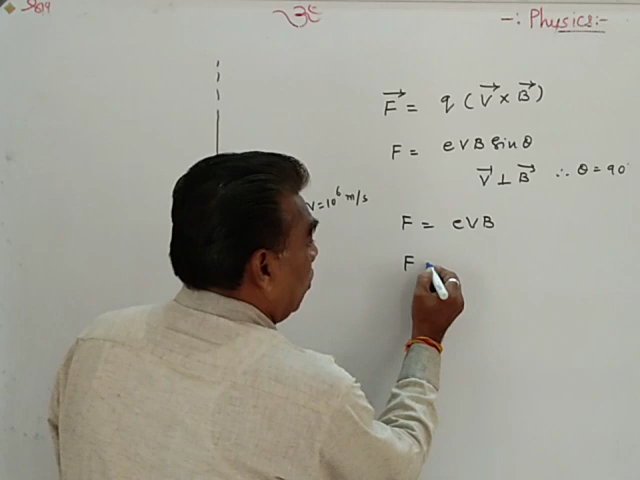 -: Physics:-
F⃗ = q (V⃗ × B⃗)
F = eVB Sinθ
V⃗ ⊥ B⃗ ∴ θ = 90°
V = 10⁶ m/s
F = eVB
F